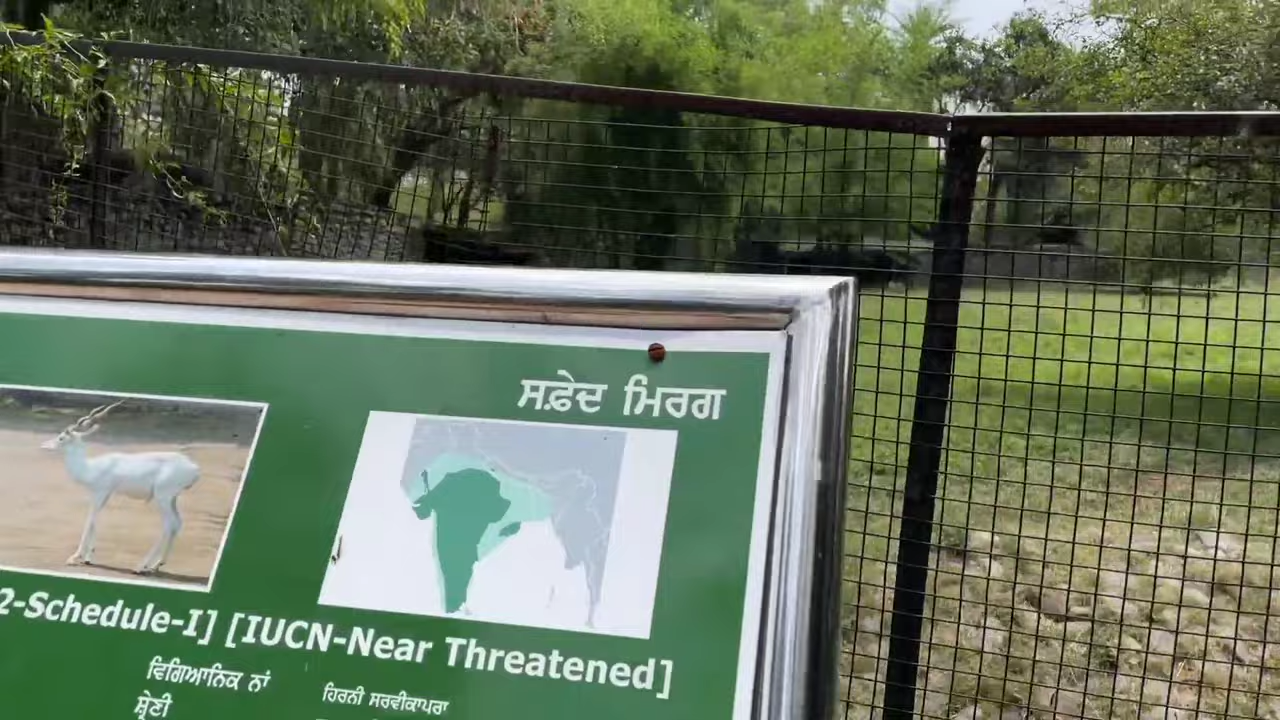 ਸਫ਼ੇਦ ਮਿਰਗ
2-Schedule-I] [IUCN-Near Threatened]
ਵਿਗਿਆਨਿਕ ਨਾਂ ਹਿਰਨੀ ਸਰਵੀਕਾਪਰਾ
ਸ਼੍ਰੇਣੀ